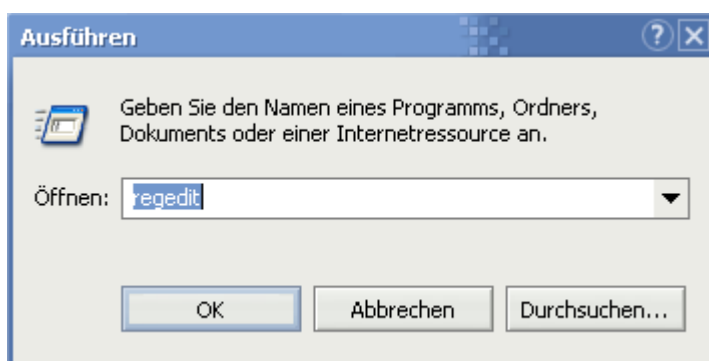 Ausführen
Geben Sie den Namen eines Programms, Ordners,
Dokuments oder einer Internetressource an.
Öffnen: regedit
OK Abbrechen Durchsuchen...